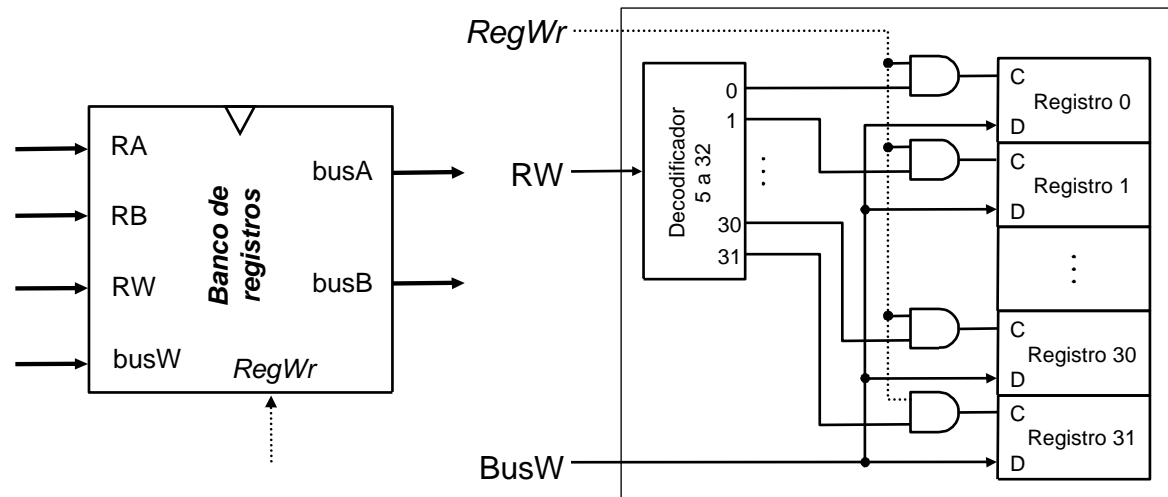 RA
RB
RW
busW
busA
busB
Banco de
registros
RegWr
RegWr
RW
BusW
Decodificador
5 a 32
0
1
...
30
31
C
Registro 0
D
C
Registro 1
D
...
C
Registro 30
D
C
Registro 31
D